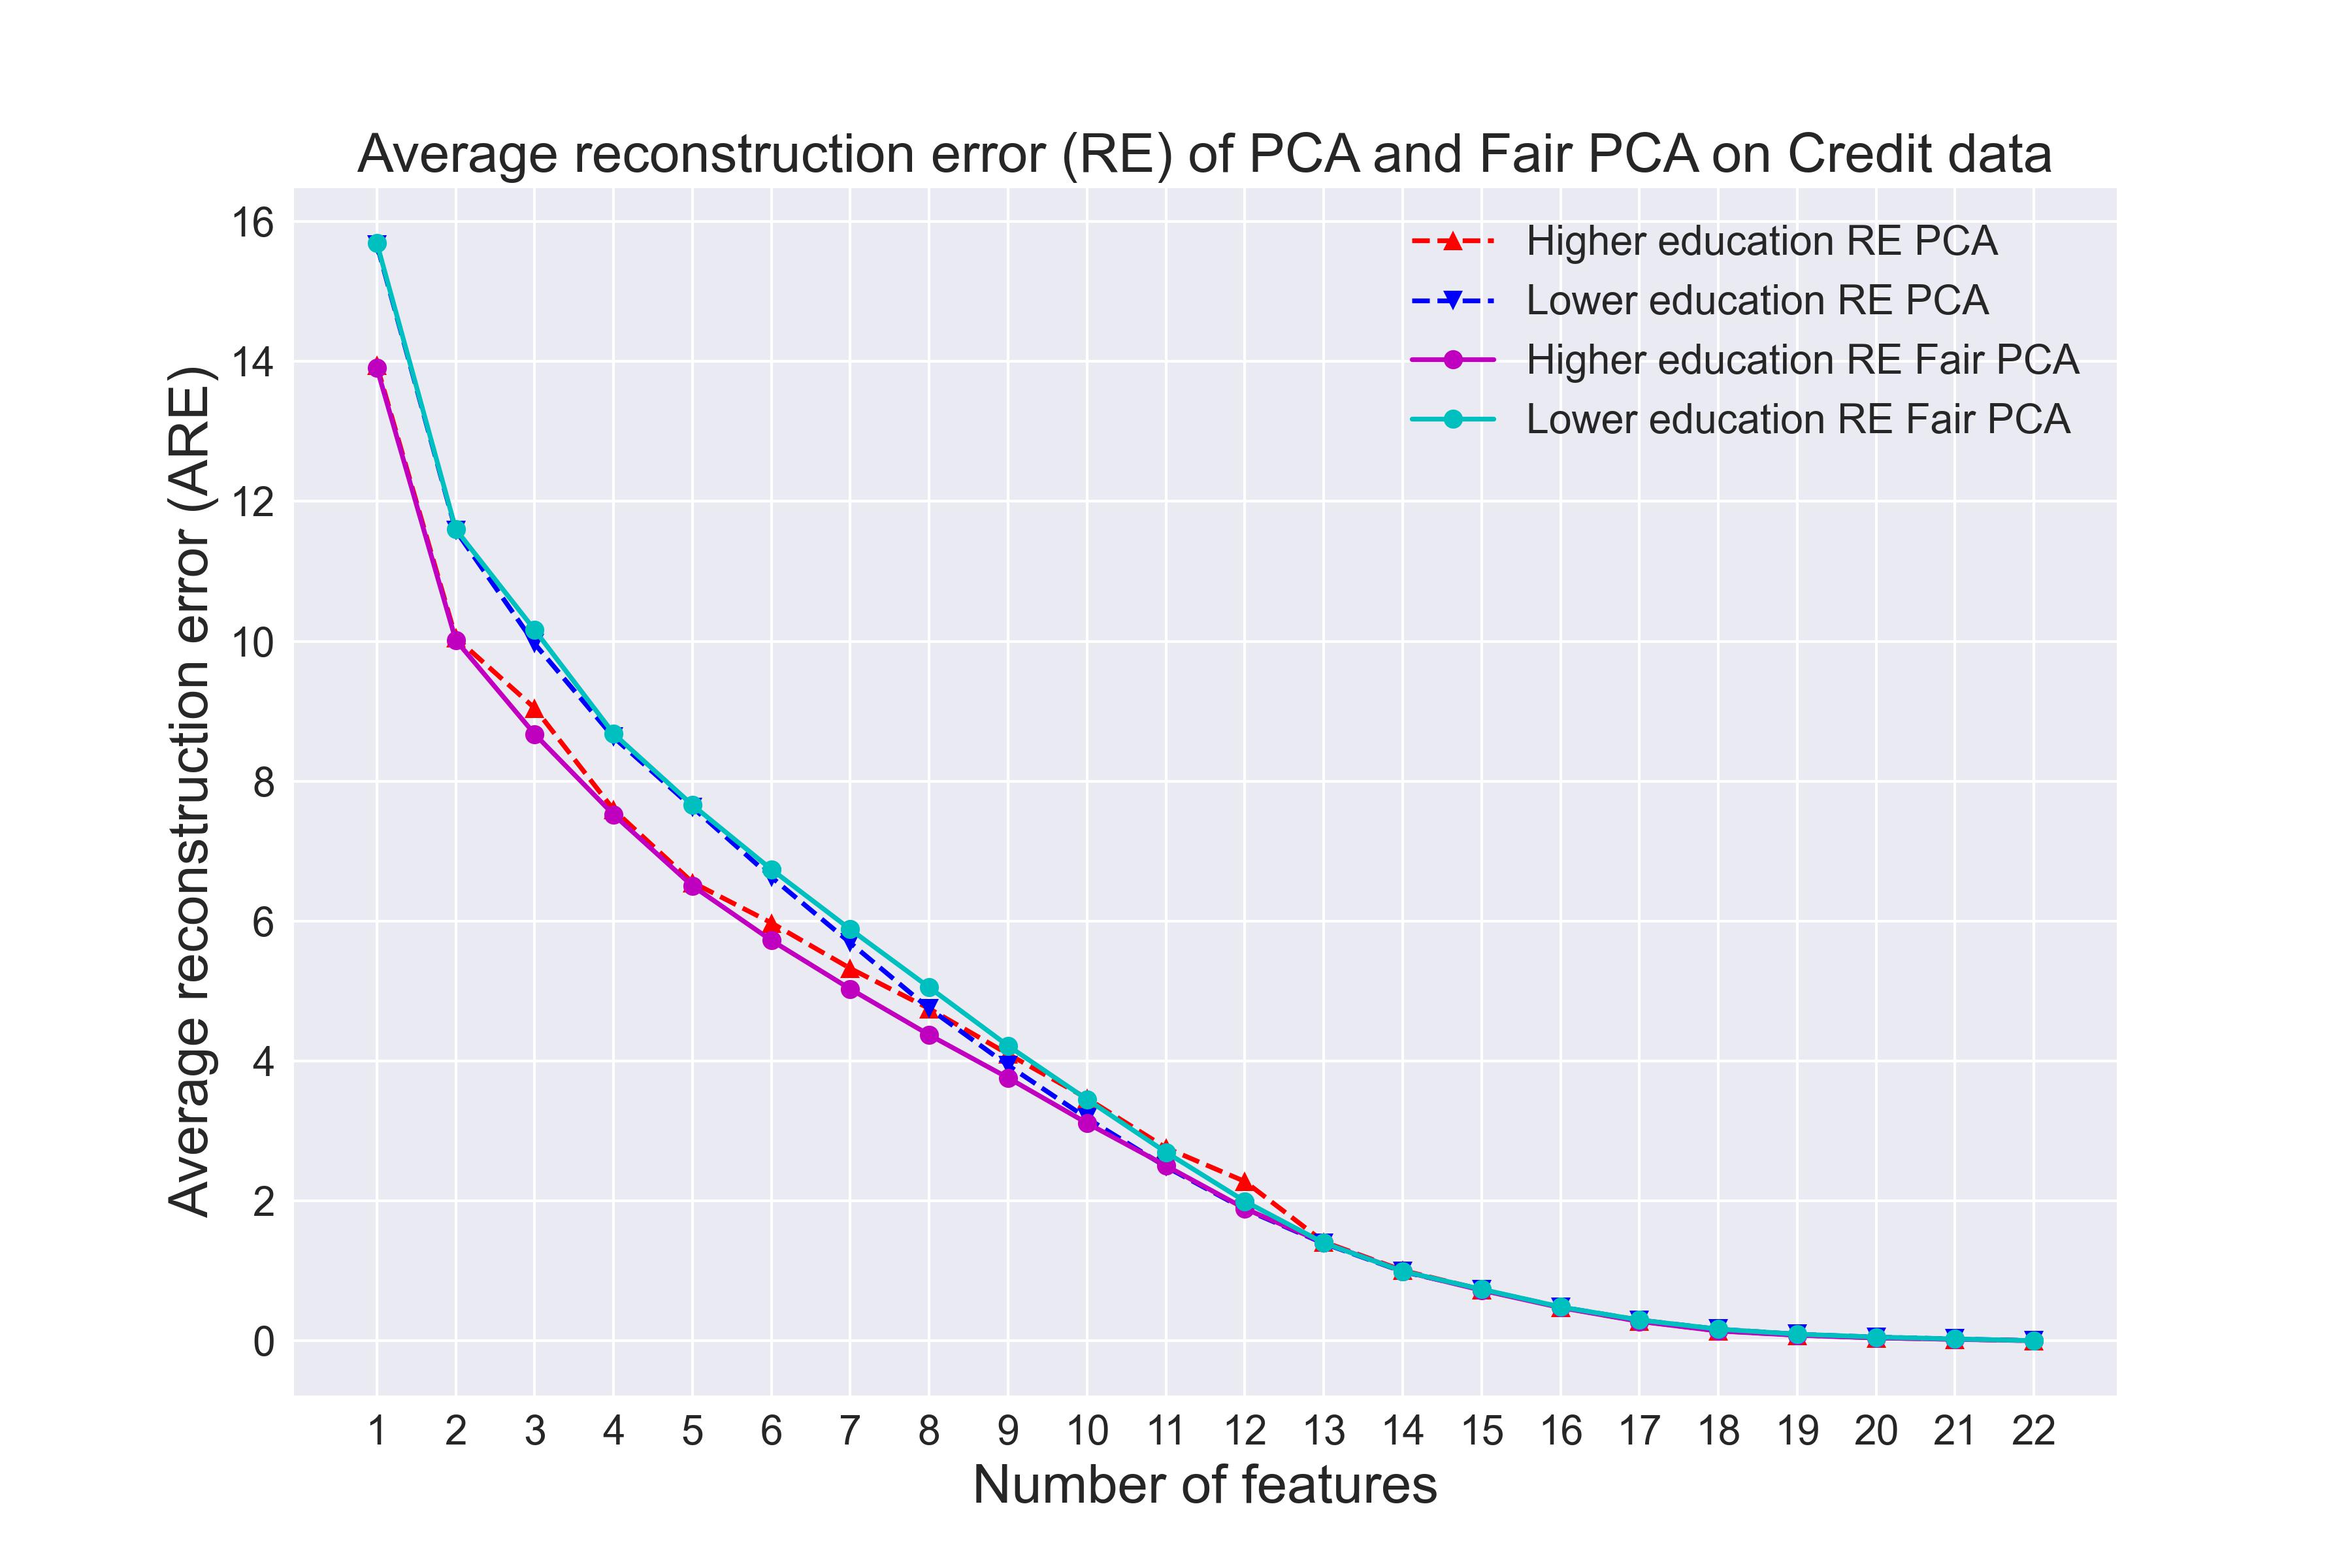 Average reconstruction error (RE) of PCA and Fair PCA on Credit data
Higher education RE PCA
Lower education RE PCA
Higher education RE Fair PCA
Lower education RE Fair PCA
Average reconstruction error (ARE)
16
14
12
10
8
6
4
2
0
1 2 3 4 5 6 7 8 9 10 11 12 13 14 15 16 17 18 19 20 21 22
Number of features